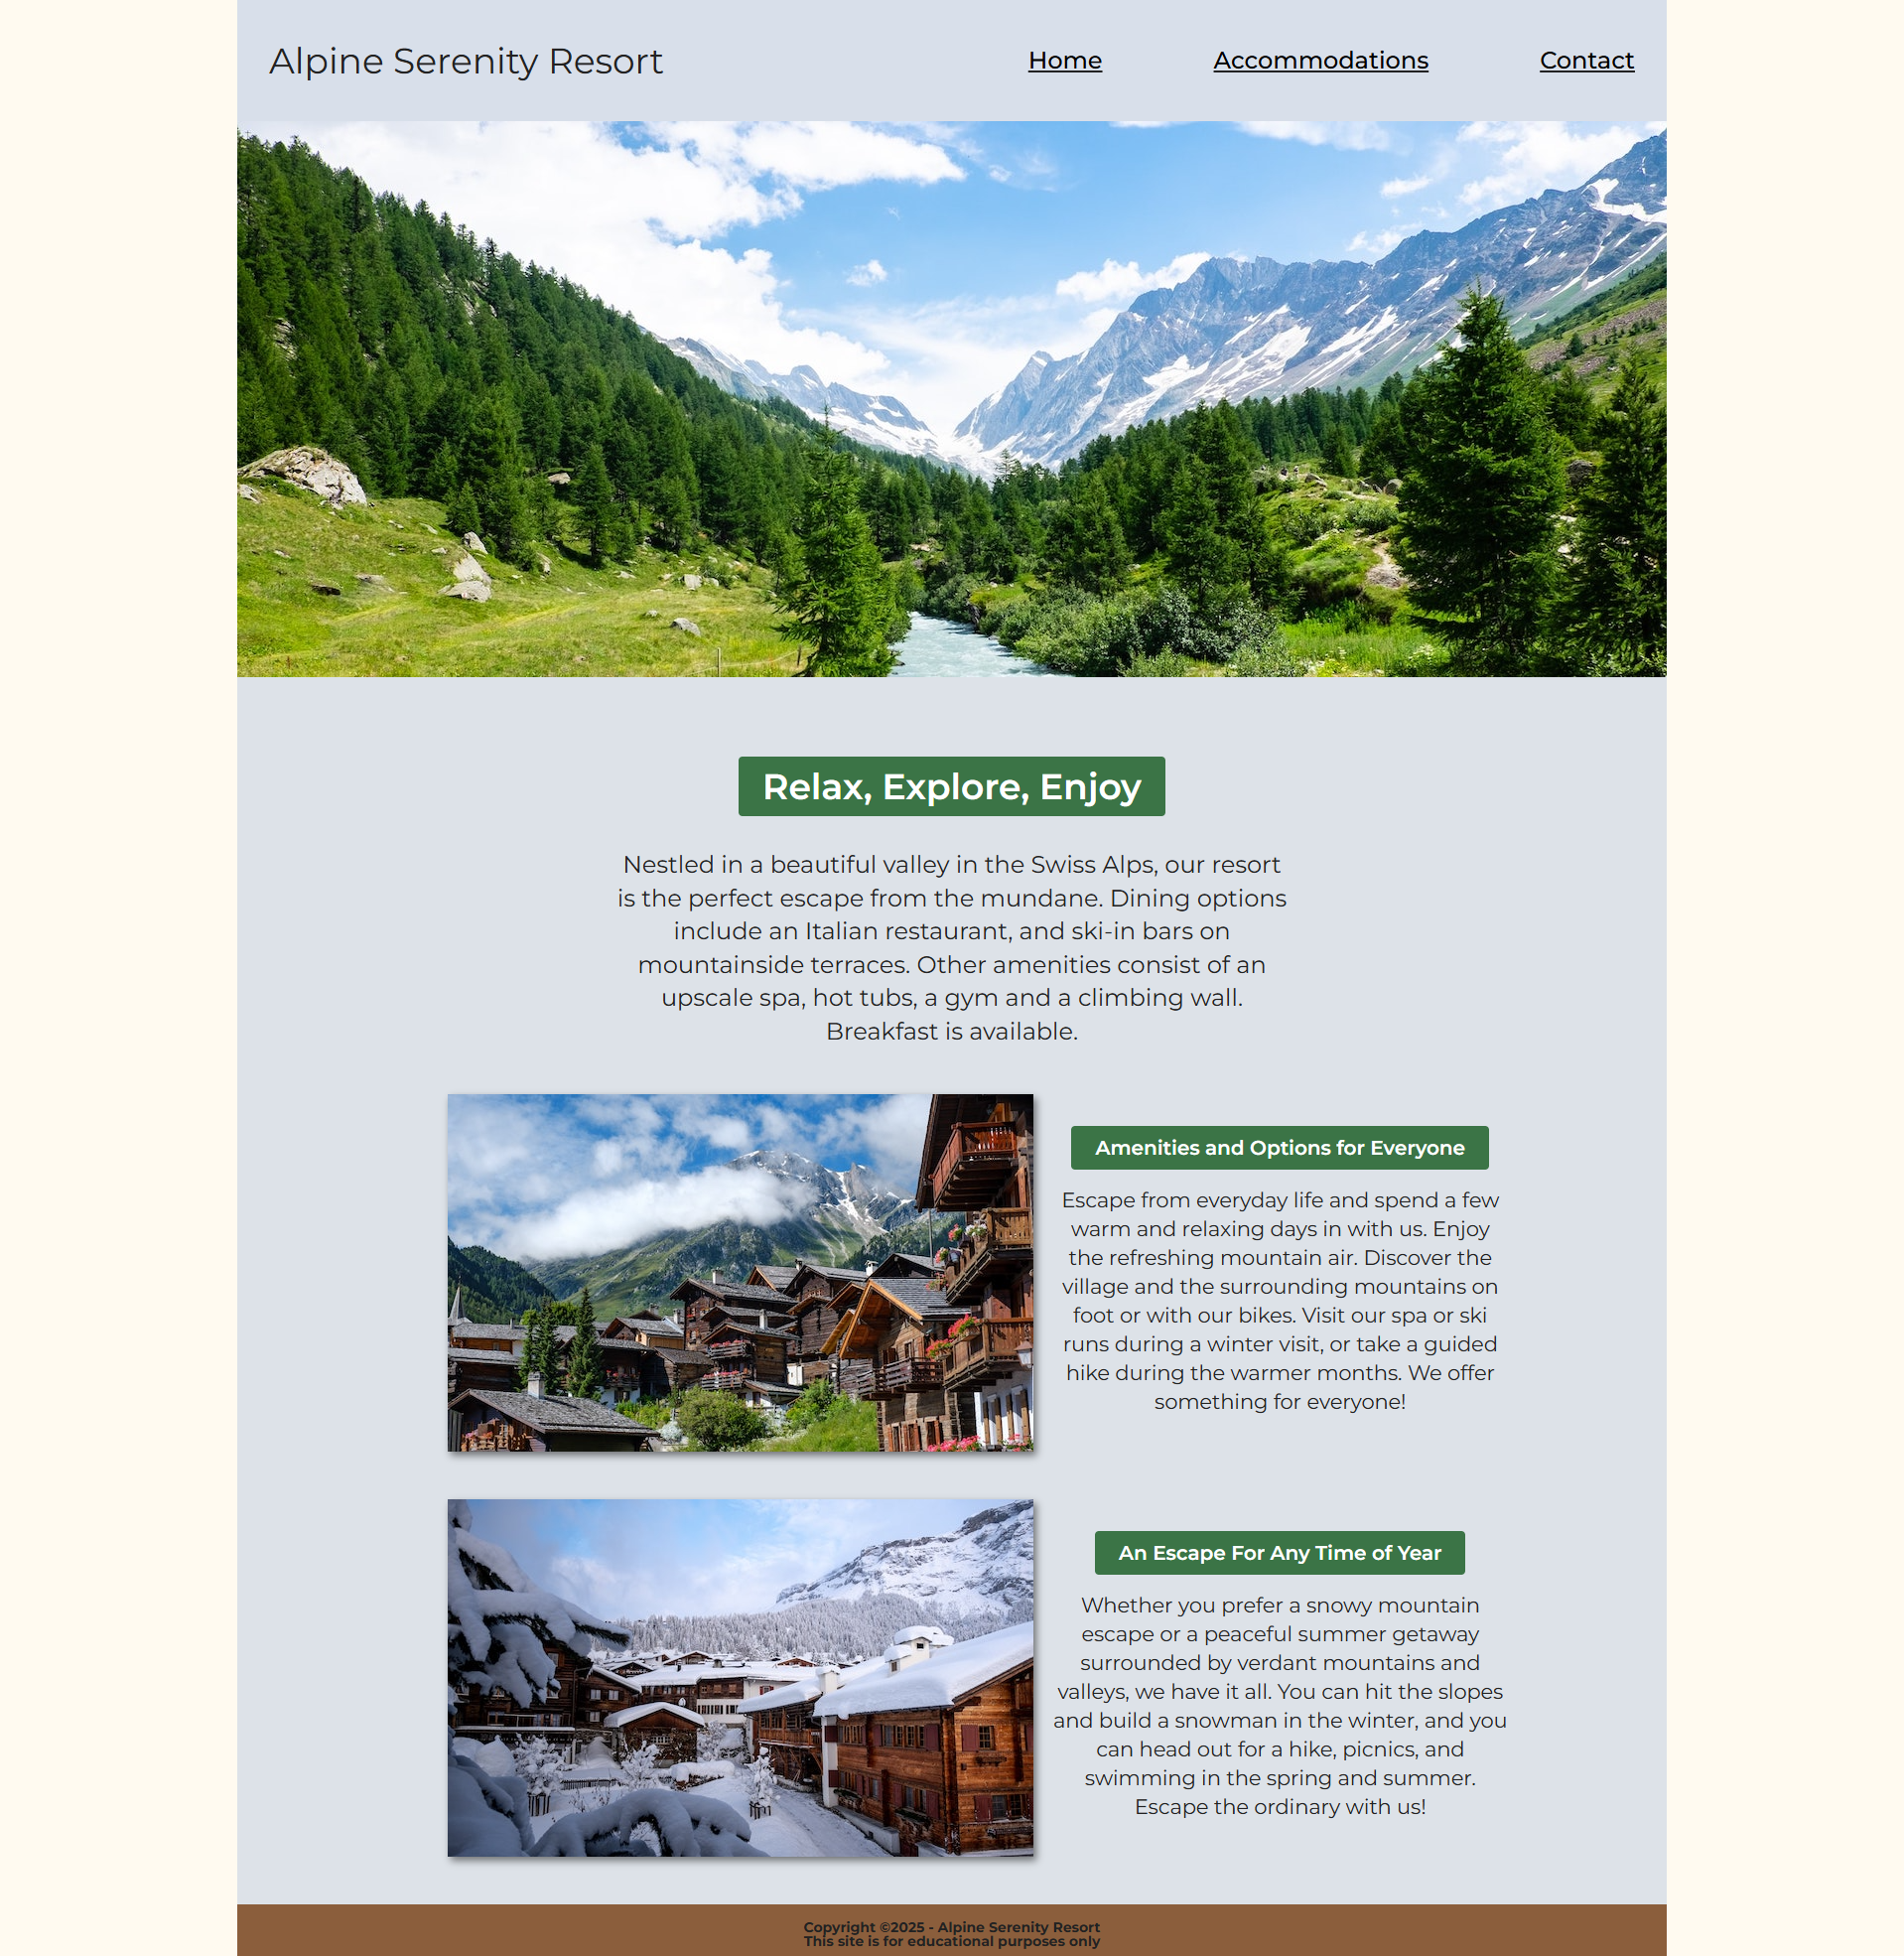 Alpine Serenity Resort
Home
Accommodations
Contact
Relax, Explore, Enjoy
Nestled in a beautiful valley in the Swiss Alps, our resort
is the perfect escape from the mundane. Dining options
include an Italian restaurant, and ski-in bars on
mountainside terraces. Other amenities consist of an
upscale spa, hot tubs, a gym and a climbing wall.
Breakfast is available.
Amenities and Options for Everyone
Escape from everyday life and spend a few
warm and relaxing days in with us. Enjoy
the refreshing mountain air. Discover the
village and the surrounding mountains on
foot or with our bikes. Visit our spa or ski
runs during a winter visit, or take a guided
hike during the warmer months. We offer
something for everyone!
An Escape For Any Time of Year
Whether you prefer a snowy mountain
escape or a peaceful summer getaway
surrounded by verdant mountains and
valleys, we have it all. You can hit the slopes
and build a snowman in the winter, and you
can head out for a hike, picnics, and
swimming in the spring and summer.
Escape the ordinary with us!
Copyright ©2025 - Alpine Serenity Resort
This site is for educational purposes only